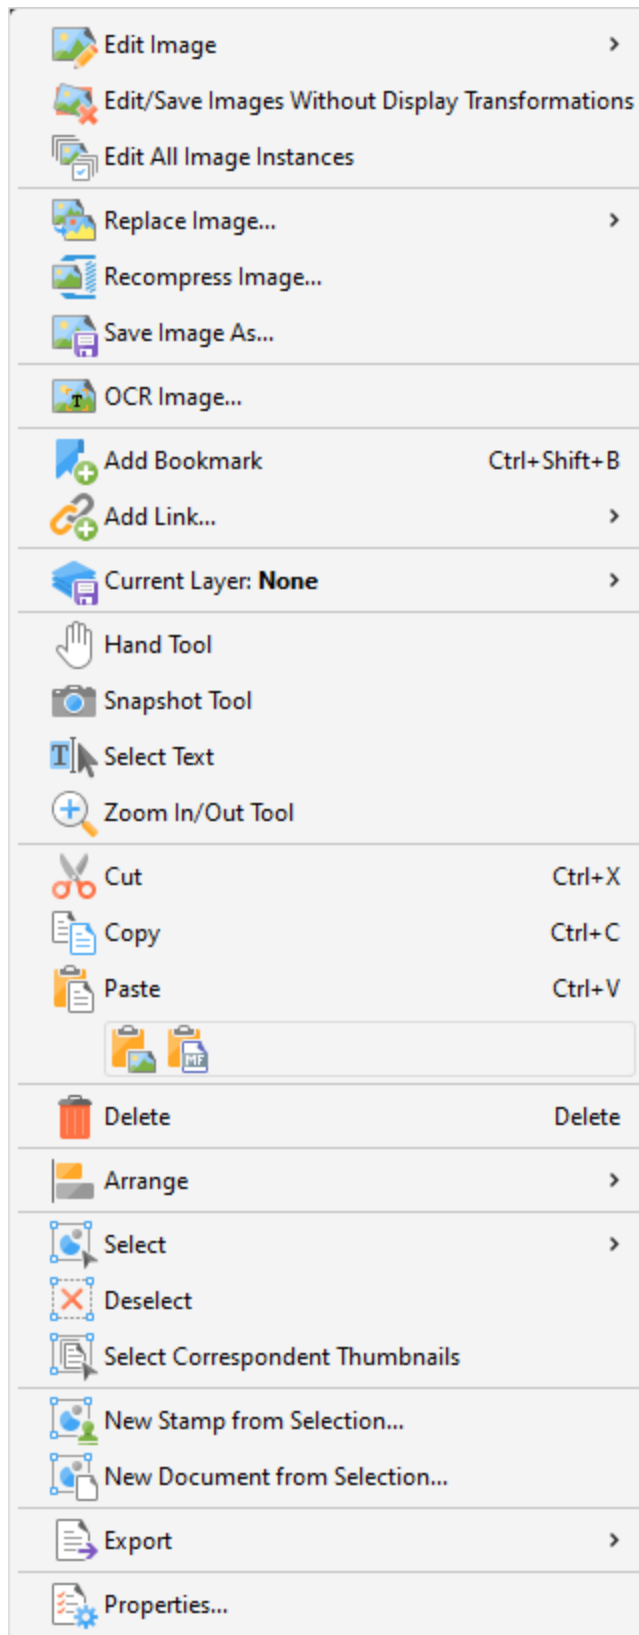 Edit Image
Edit/Save Images Without Display Transformations
Edit All Image Instances
Replace Image...
Recompress Image...
Save Image As...
T
OCR Image...
Add Bookmark Ctrl+Shift+B
Add Link...
Current Layer: None
Hand Tool
Snapshot Tool
T Select Text
Zoom In/Out Tool
Cut Ctrl+X
Copy Ctrl+C
Paste Ctrl+V
MF
Delete Delete
Arrange
Select
Deselect
Select Correspondent Thumbnails
New Stamp from Selection...
New Document from Selection...
Export
Properties...